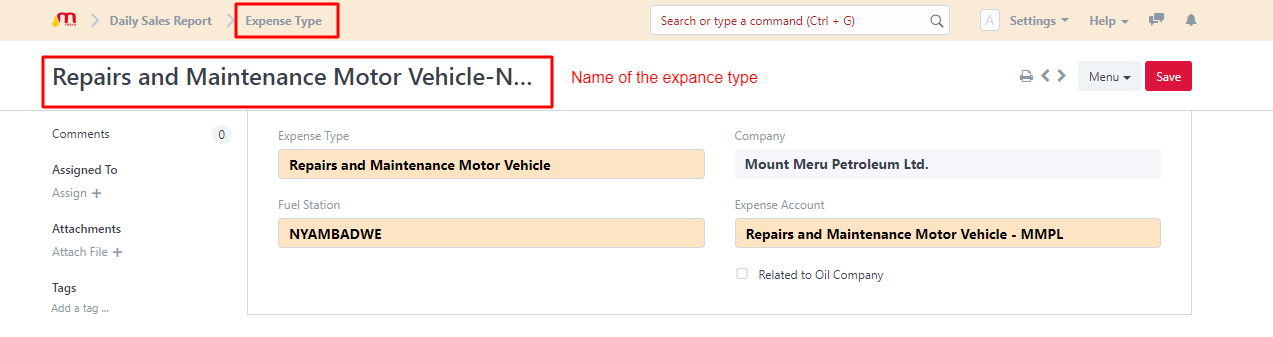 Daily Sales Report Expense Type Search or type a command (Ctrl + G) A Settings Help
Repairs and Maintenance Motor Vehicle-N... Name of the expance type Menu Save
Comments 0
Expense Type Company
Repairs and Maintenance Motor Vehicle Mount Meru Petroleum Ltd.
Assigned To
Assign +
Fuel Station Expense Account
NYAMBADWE Repairs and Maintenance Motor Vehicle - MMPL
Attachments
Attach File +
Related to Oil Company
Tags
Add a tag ...